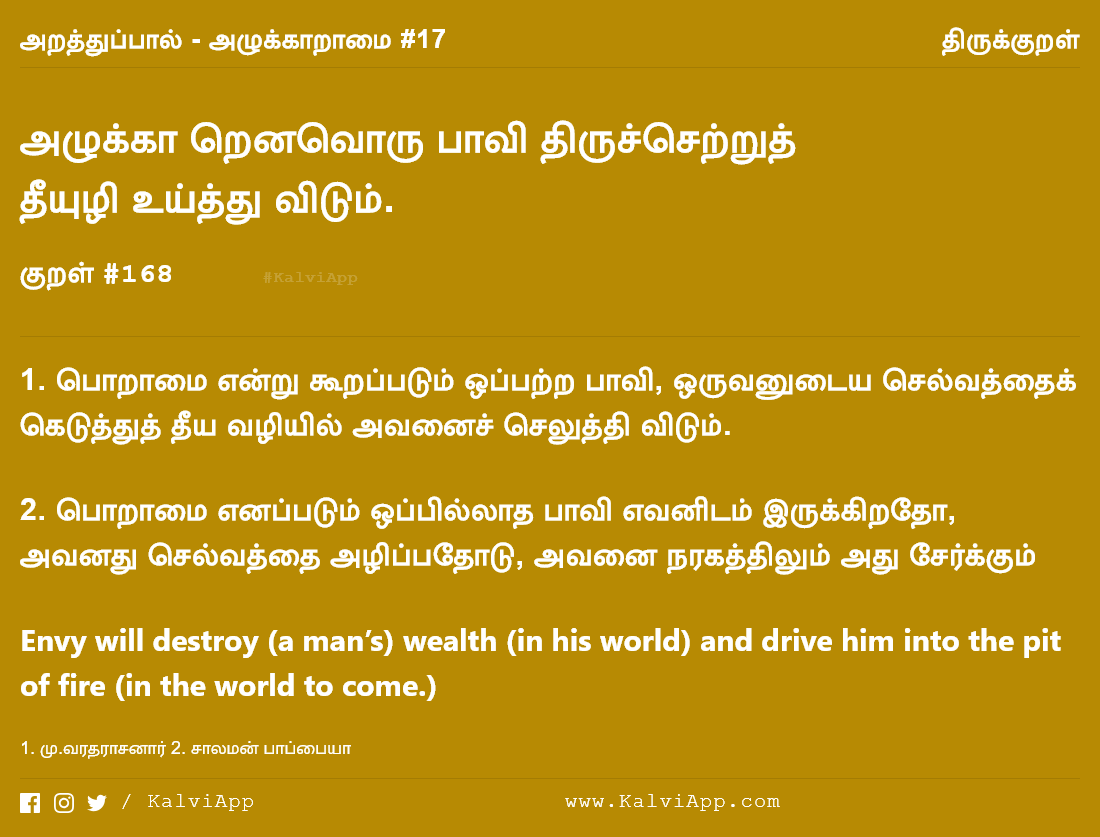 அறத்துப்பால் - அழுக்காறாமை #17
திருக்குறள்
அழுக்கா றெனவொரு பாவி திருச்செற்றுத்
தீயுழி உய்த்து விடும்.
குறள் #168
#KalviApp
1. பொறாமை என்று கூறப்படும் ஒப்பற்ற பாவி, ஒருவனுடைய செல்வத்தைக்
கெடுத்துத் தீய வழியில் அவனைச் செலுத்தி விடும்.
2. பொறாமை எனப்படும் ஒப்பில்லாத பாவி எவனிடம் இருக்கிறதோ,
அவனது செல்வத்தை அழிப்பதோடு, அவனை நரகத்திலும் அது சேர்க்கும்
Envy will destroy (a man’s) wealth (in his world) and drive him into the pit
of fire (in the world to come.)
1. மு.வரதராசனார் 2. சாலமன் பாப்பையா
/ KalviApp
www.KalviApp.com